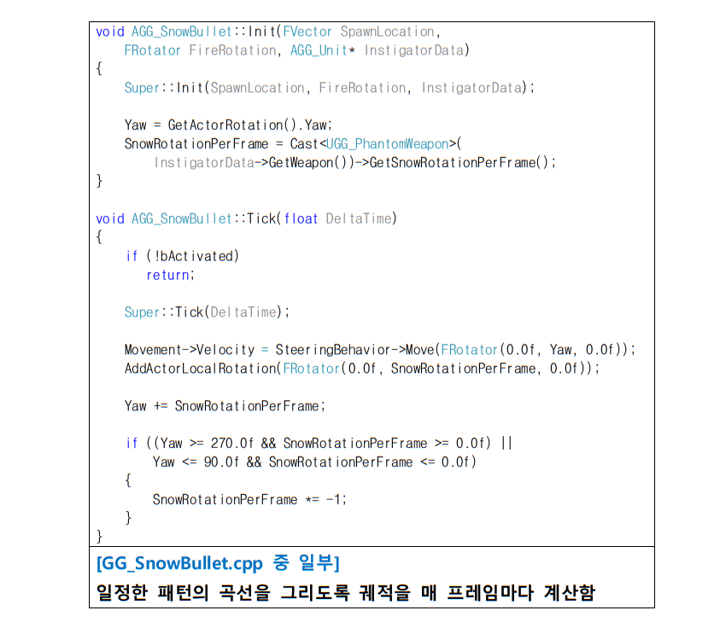 void AGG_SnowBullet::Init(FVector SpawnLocation,
FRotator FireRotation, AGG_Unit* InstigatorData)
{
Super::Init(SpawnLocation, FireRotation, InstigatorData);
Yaw = GetActorRotation().Yaw;
SnowRotationPerFrame = Cast<UGG_PhantomWeapon>(
InstigatorData->GetWeapon())->GetSnowRotationPerFrame();
}
void AGG_SnowBullet::Tick(float DeltaTime)
{
if (!bActivated)
return;
Super::Tick(DeltaTime);
Movement->Velocity = SteeringBehavior->Move(FRotator(0.0f, Yaw, 0.0f));
AddActorLocalRotation(FRotator(0.0f, SnowRotationPerFrame, 0.0f));
Yaw += SnowRotationPerFrame;
if ((Yaw >= 270.0f && SnowRotationPerFrame >= 0.0f) ||
Yaw <= 90.0f && SnowRotationPerFrame <= 0.0f)
{
SnowRotationPerFrame *= -1;
}
}
[GG_SnowBullet.cpp 중 일부]
일정한 패턴의 곡선을 그리도록 궤적을 매 프레임마다 계산함